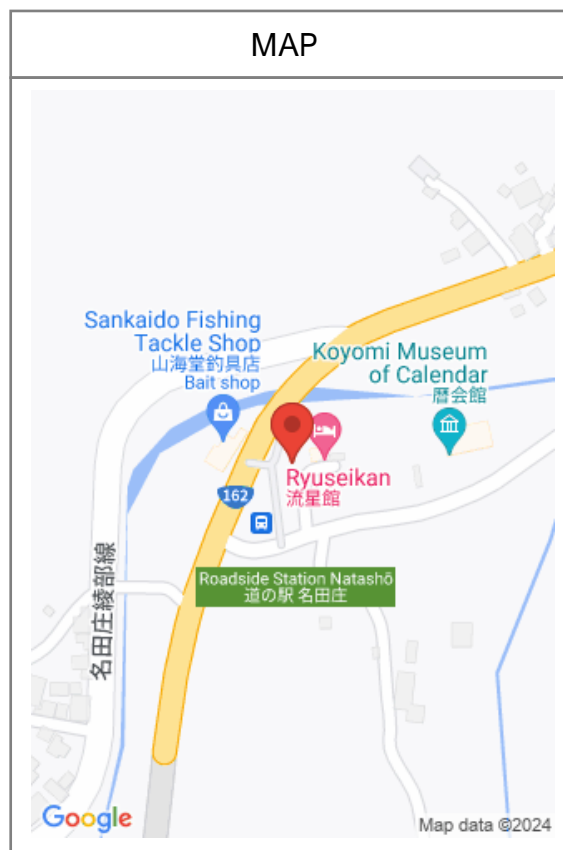 MAP
Sankaido Fishing
Tackle Shop
山海堂釣具店
Bait shop
Koyomi Museum
of Calendar
暦会館
Ryuseikan
流星館
162
Roadside Station Natashō
道の駅 名田庄
名田庄綾部線
Google
Map data ©2024